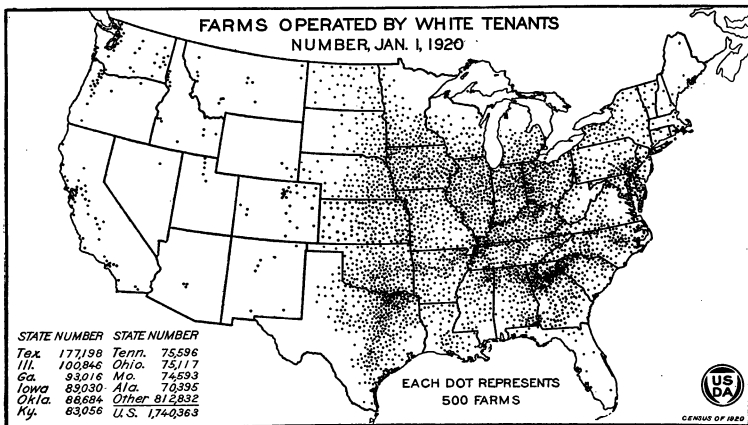 FARMS OPERATED BY WHITE TENANTS
NUMBER, JAN. 1, 1920
STATE NUMBER STATE NUMBER
Tex. 177,198 Tenn. 75,596
Ill. 100,846 Ohio. 75,117
Ga. 93,016 Mo. 74,593
Iowa 89,030 Ala. 70,395
Okla. 88,684 Other 812,832
Ky. 83,056 U.S. 1,740,363
EACH DOT REPRESENTS
500 FARMS
US
DA
CENSUS OF 1920